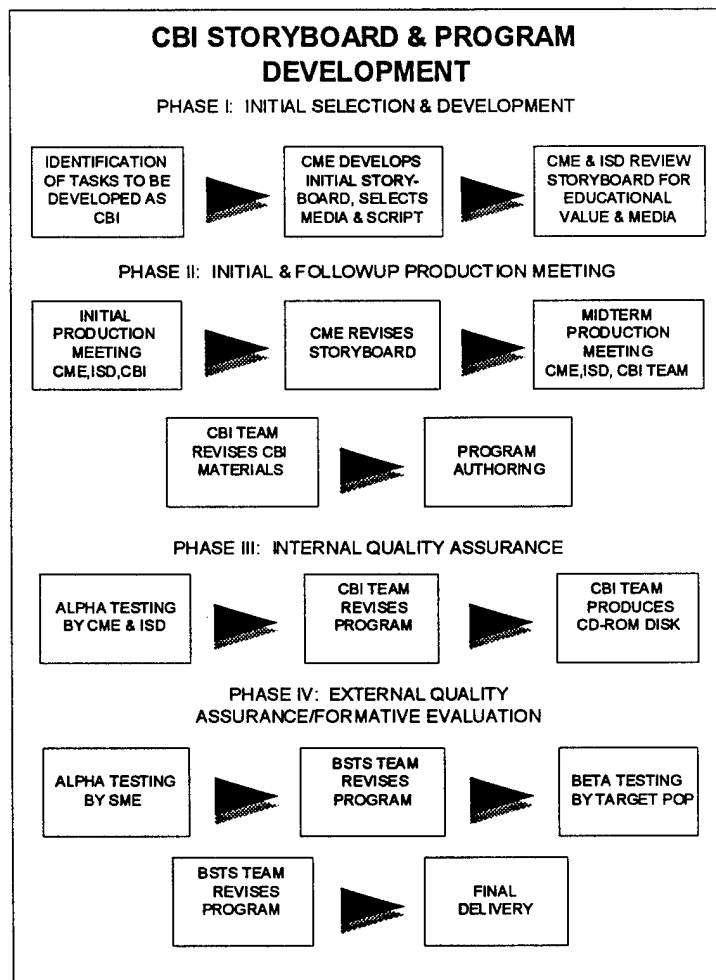 CBI STORYBOARD & PROGRAM
DEVELOPMENT
PHASE I: INITIAL SELECTION & DEVELOPMENT
IDENTIFICATION
OF TASKS TO BE
DEVELOPED AS
CBI
CME DEVELOPS
INITIAL STORY-
BOARD, SELECTS
MEDIA & SCRIPT
CME & ISD REVIEW
STORYBOARD FOR
EDUCATIONAL
VALUE & MEDIA
PHASE II: INITIAL & FOLLOWUP PRODUCTION MEETING
INITIAL
PRODUCTION
MEETING
CME,ISD,CBI
CME REVISES
STORYBOARD
MIDTERM
PRODUCTION
MEETING
CME,ISD, CBI TEAM
CBI TEAM
REVISES CBI
MATERIALS
PROGRAM
AUTHORING
PHASE III: INTERNAL QUALITY ASSURANCE
ALPHA TESTING
BY CME & ISD
CBI TEAM
REVISES
PROGRAM
CBI TEAM
PRODUCES
CD-ROM DISK
PHASE IV: EXTERNAL QUALITY
ASSURANCE/FORMATIVE EVALUATION
ALPHA TESTING
BY SME
BSTS TEAM
REVISES
PROGRAM
BETA TESTING
BY TARGET POP
BSTS TEAM
REVISES
PROGRAM
FINAL
DELIVERY